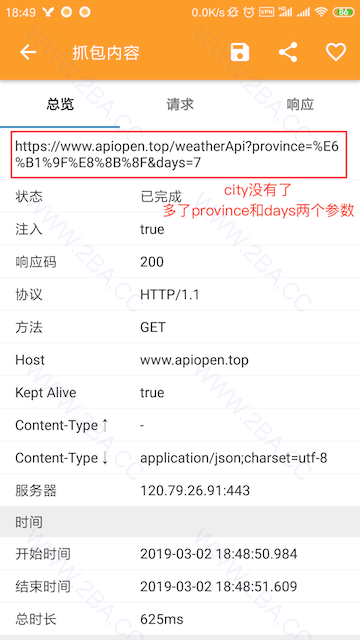 18:49 0.0K/s VPN 86
抓包内容
总览 请求 响应
https://www.apiopen.top/weatherApi?province=%E6
%B1%9F%E8%8B%8F&days=7
状态 已完成
city没有了
多了province和days两个参数
注入 true
响应码 200
协议 HTTP/1.1
方法 GET
Host www.apiopen.top
Kept Alive true
Content-Type↑ -
Content-Type↓ application/json;charset=utf-8
服务器 120.79.26.91:443
时间
开始时间 2019-03-02 18:48:50.984
结束时间 2019-03-02 18:48:51.609
总时长 625ms
WWW.2BA.CC